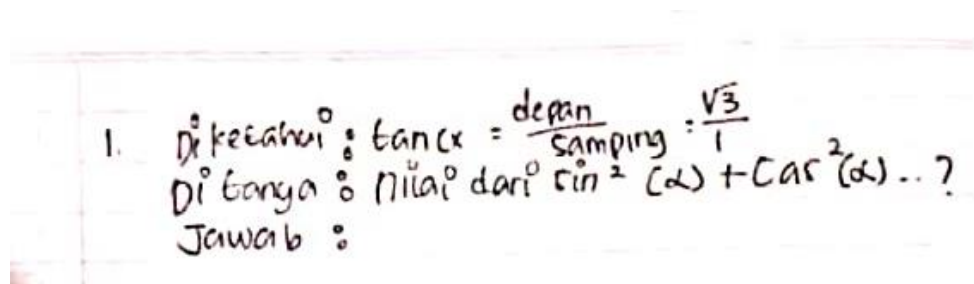 1. Diketahui : tan α = depan/samping = √3/1
Ditanya : Nilai dari sin² (α) + Cos² (α) .. ?
Jawab :